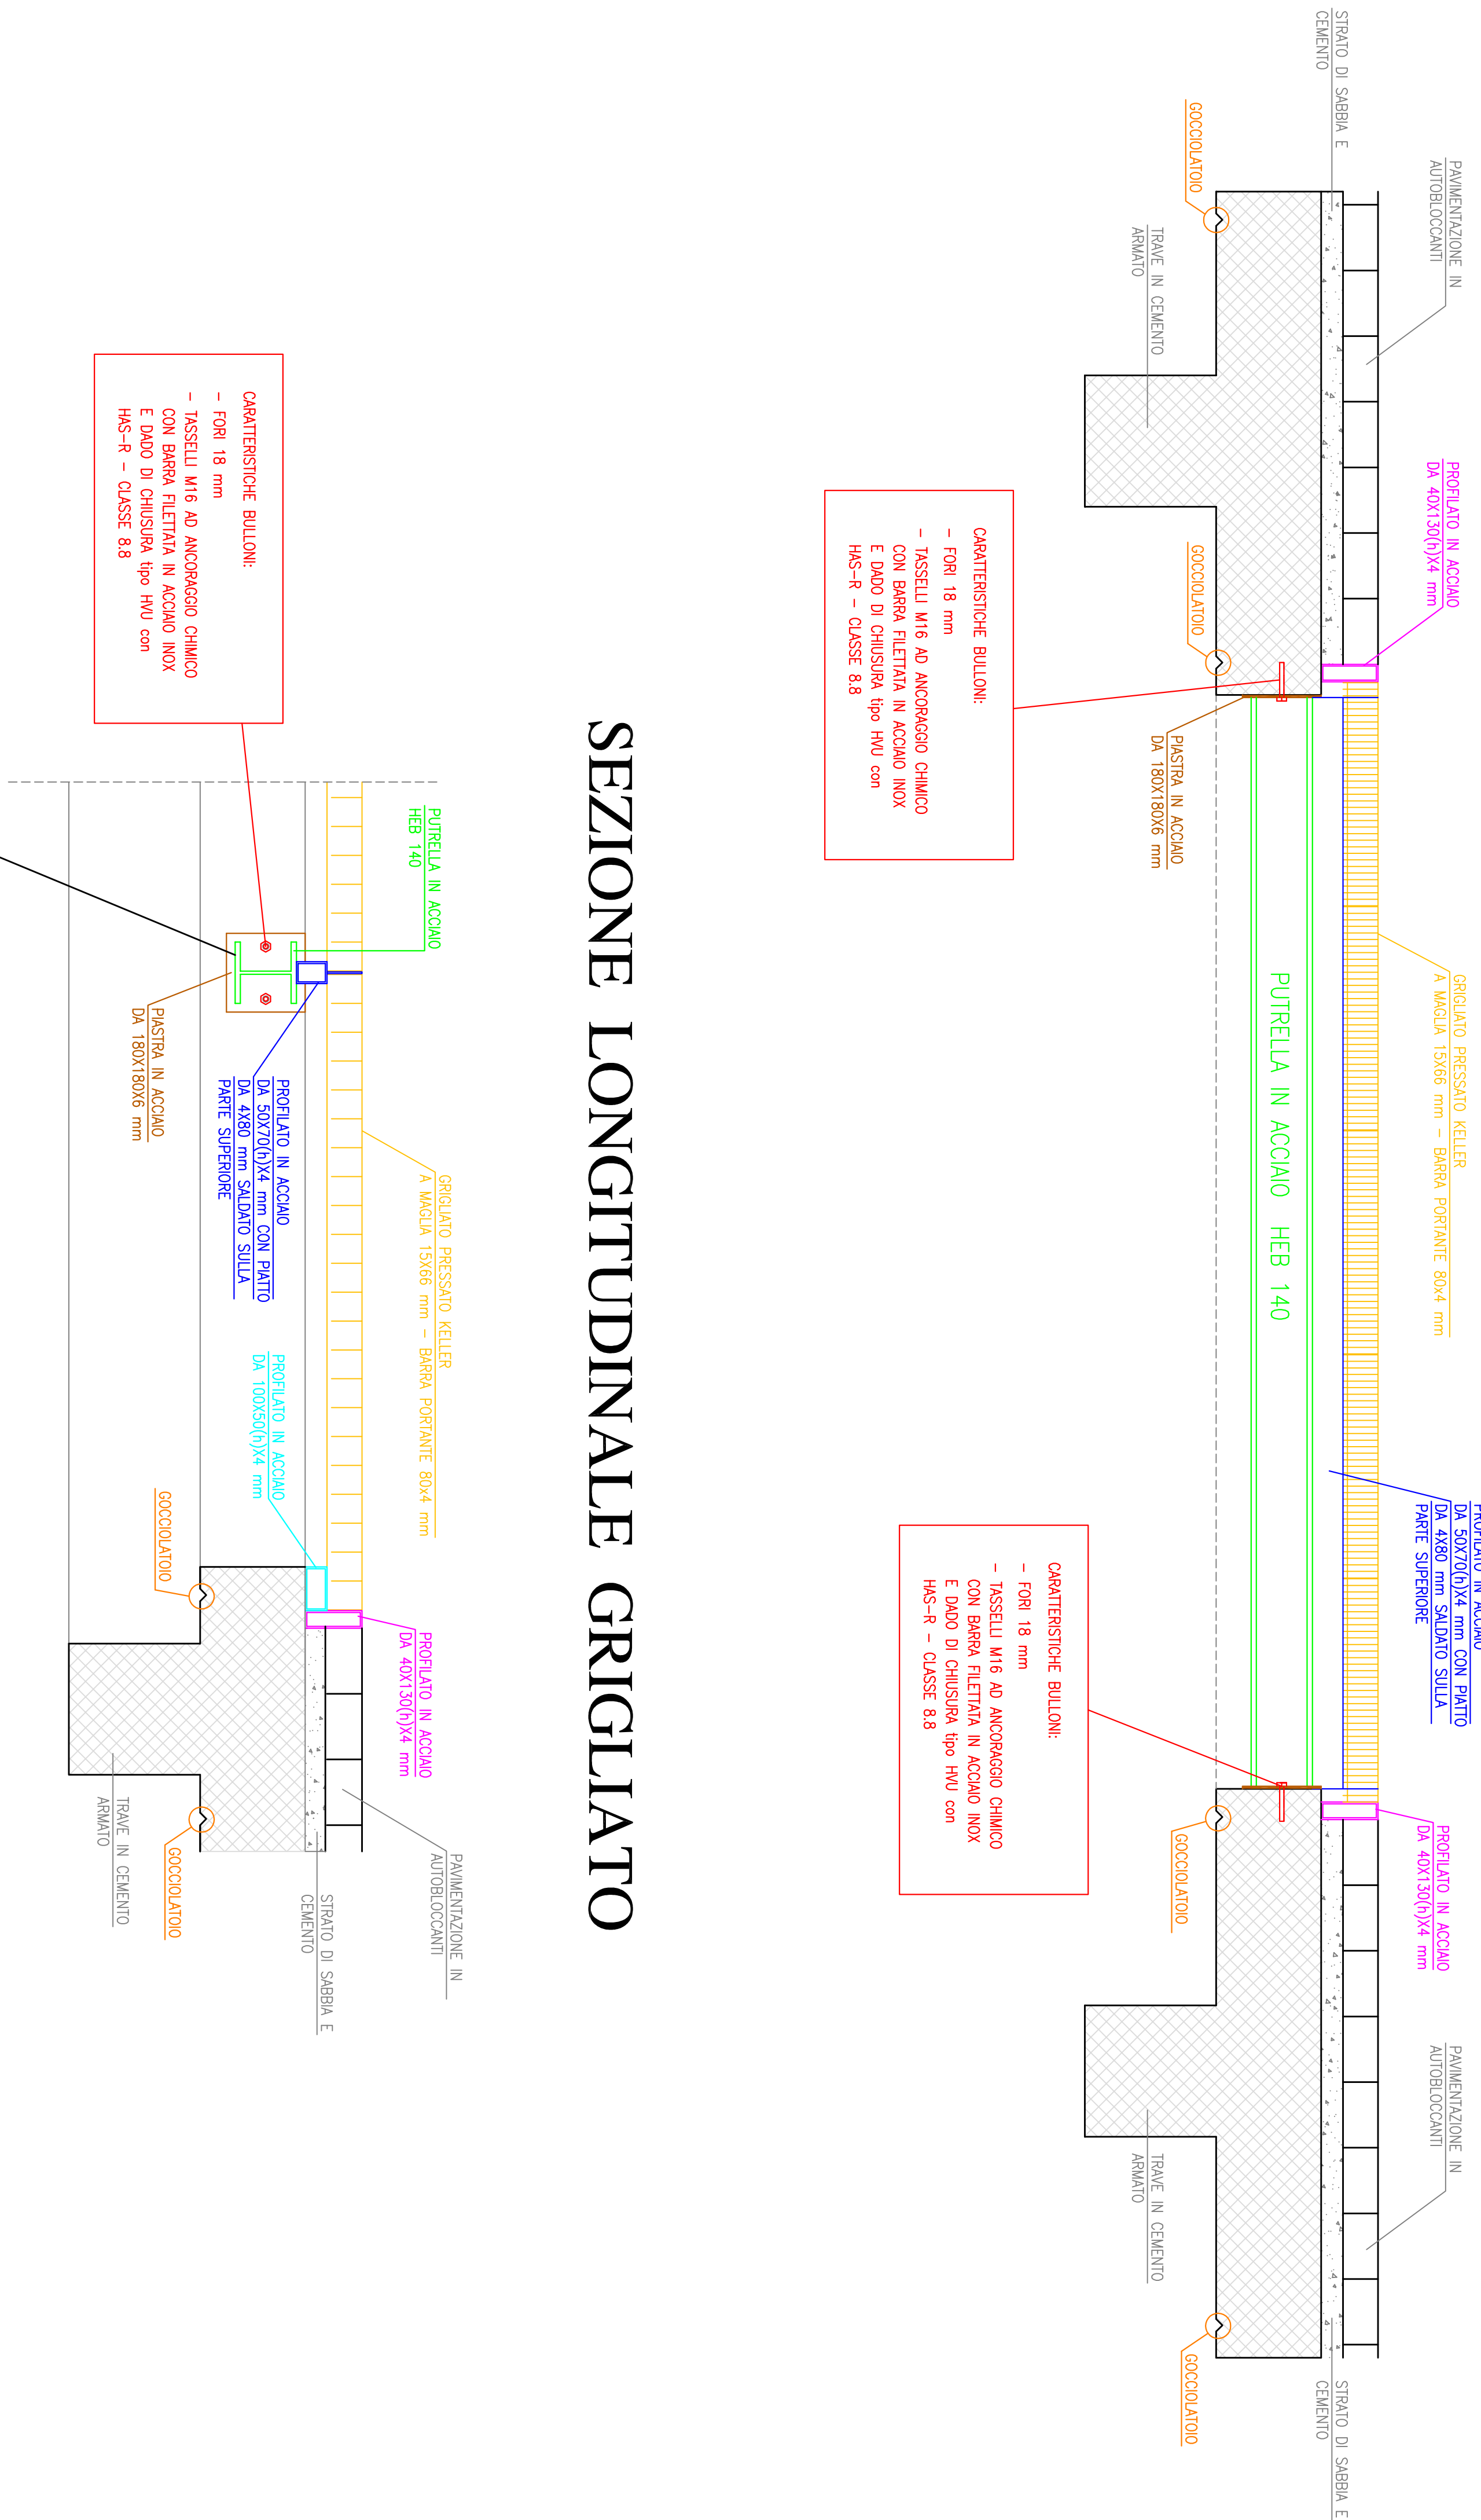 STRATO DI SABBIA E
CEMENTO
PAVIMENTAZIONE IN
AUTOBLOCCANTI
PROFILATO IN ACCIAIO
DA 40X130(h)X4 mm
GRIGLIATO PRESSATO KELLER
A MAGLIA 15X66 mm - BARRA PORTANTE 80x4 mm
PROFILATO IN ACCIAIO
DA 50X70(h)X4 mm CON PIATTO
DA 4X80 mm SALDATO SULLA
PARTE SUPERIORE
PROFILATO IN ACCIAIO
DA 40X130(h)X4 mm
PAVIMENTAZIONE IN
AUTOBLOCCANTI
STRATO DI SABBIA E
CEMENTO
PUTRELLA IN ACCIAIO HEB 140
GOCCIOLATOIO
TRAVE IN CEMENTO
ARMATO
GOCCIOLATOIO
PIASTRA IN ACCIAIO
DA 180X180X6 mm
GOCCIOLATOIO
TRAVE IN CEMENTO
ARMATO
GOCCIOLATOIO
CARATTERISTICHE BULLONI:
- FORI 18 mm
- TASSELLI M16 AD ANCORAGGIO CHIMICO
CON BARRA FILETTATA IN ACCIAIO INOX
E DADO DI CHIUSURA tipo HVU con
HAS-R - CLASSE 8.8
CARATTERISTICHE BULLONI:
- FORI 18 mm
- TASSELLI M16 AD ANCORAGGIO CHIMICO
CON BARRA FILETTATA IN ACCIAIO INOX
E DADO DI CHIUSURA tipo HVU con
HAS-R - CLASSE 8.8
SEZIONE LONGITUDINALE GRIGLIATO
PUTRELLA IN ACCIAIO
HEB 140
GRIGLIATO PRESSATO KELLER
A MAGLIA 15X66 mm - BARRA PORTANTE 80x4 mm
PROFILATO IN ACCIAIO
DA 40X130(h)X4 mm
PAVIMENTAZIONE IN
AUTOBLOCCANTI
STRATO DI SABBIA E
CEMENTO
CARATTERISTICHE BULLONI:
- FORI 18 mm
- TASSELLI M16 AD ANCORAGGIO CHIMICO
CON BARRA FILETTATA IN ACCIAIO INOX
E DADO DI CHIUSURA tipo HVU con
HAS-R - CLASSE 8.8
PROFILATO IN ACCIAIO
DA 50X70(h)X4 mm CON PIATTO
DA 4X80 mm SALDATO SULLA
PARTE SUPERIORE
PROFILATO IN ACCIAIO
DA 100X50(h)X4 mm
PIASTRA IN ACCIAIO
DA 180X180X6 mm
GOCCIOLATOIO
GOCCIOLATOIO
TRAVE IN CEMENTO
ARMATO